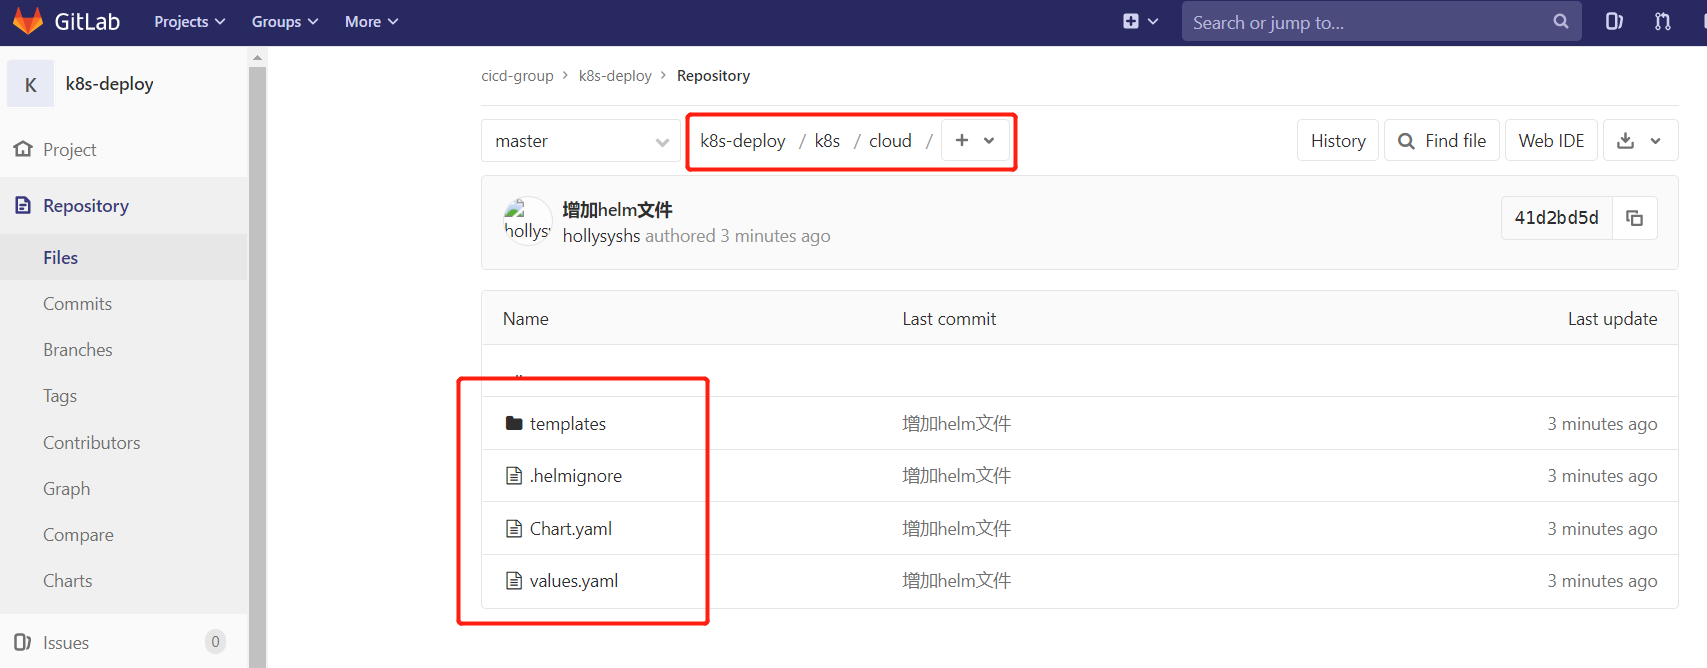 GitLab Projects Groups More Search or jump to...
K k8s-deploy
Project
Repository
Files
Commits
Branches
Tags
Contributors
Graph
Compare
Charts
Issues 0
cicd-group > k8s-deploy > Repository
master k8s-deploy / k8s / cloud / + History Find file Web IDE
增加helm文件
hollysyshs authored 3 minutes ago
hollysys
41d2bd5d
Name Last commit Last update
..
templates 增加helm文件 3 minutes ago
.helmignore 增加helm文件 3 minutes ago
Chart.yaml 增加helm文件 3 minutes ago
values.yaml 增加helm文件 3 minutes ago